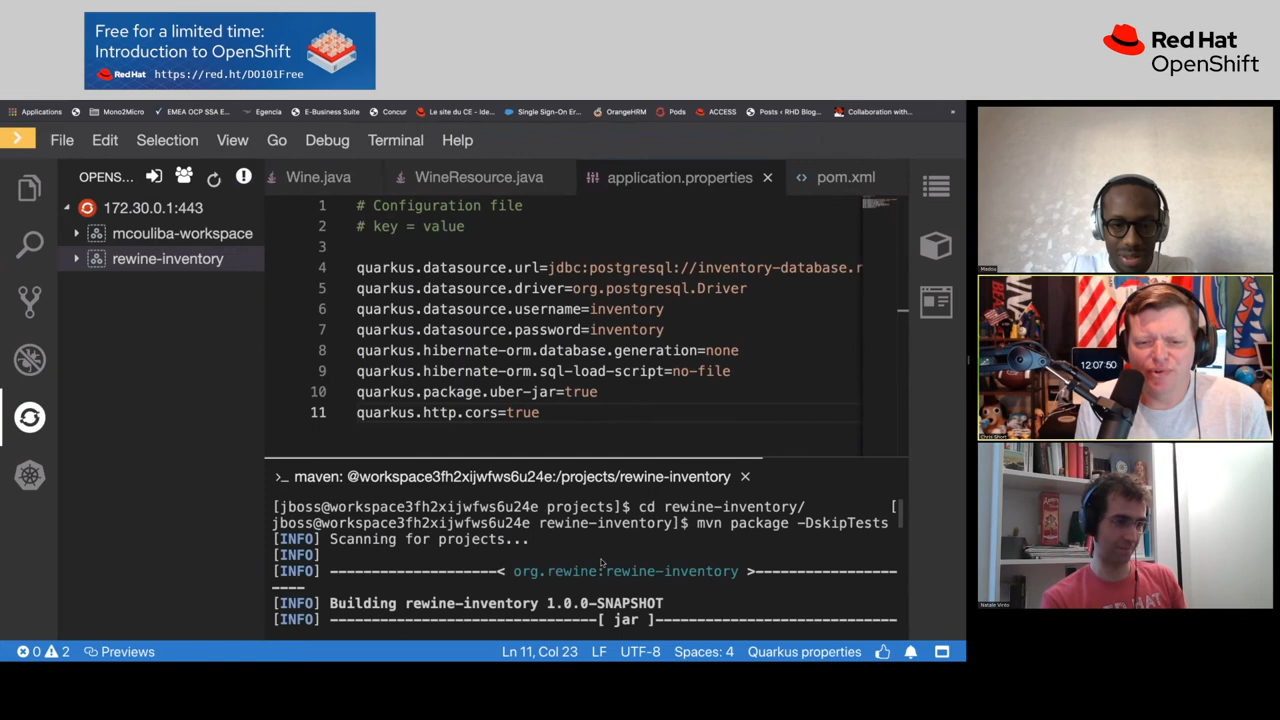 Free for a limited time:
Introduction to OpenShift
Red Hat https://red.ht/DO101Free
Red Hat
OpenShift
Applications Mono2Micro EMEA OCP SSA E... Egencia E-Business Suite Concur Le site du CE - Ide... Single Sign-On Er... OrangeHRM Pods ACCESS Posts ‹ RHD Blog... Collaboration with...
File Edit Selection View Go Debug Terminal Help
OPENS... Wine.java WineResource.java application.properties pom.xml
172.30.0.1:443
mcouliba-workspace
rewine-inventory
1 # Configuration file
2 # key = value
3
4 quarkus.datasource.url=jdbc:postgresql://inventory-database.r
5 quarkus.datasource.driver=org.postgresql.Driver
6 quarkus.datasource.username=inventory
7 quarkus.datasource.password=inventory
8 quarkus.hibernate-orm.database.generation=none
9 quarkus.hibernate-orm.sql-load-script=no-file
10 quarkus.package.uber-jar=true
11 quarkus.http.cors=true
>_ maven: @workspace3fh2xijwfws6u24e:/projects/rewine-inventory
[jboss@workspace3fh2xijwfws6u24e projects]$ cd rewine-inventory/ [
jboss@workspace3fh2xijwfws6u24e rewine-inventory]$ mvn package -DskipTests
[INFO] Scanning for projects...
[INFO]
[INFO] -------------------< org.rewine:rewine-inventory >-------------------
----
[INFO] Building rewine-inventory 1.0.0-SNAPSHOT
[INFO] --------------------------------[ jar ]---------------------------------
0 2 Previews Ln 11, Col 23 LF UTF-8 Spaces: 4 Quarkus properties
Madou
12:07:50
Chris Short
RED HAT
Natale Vinto